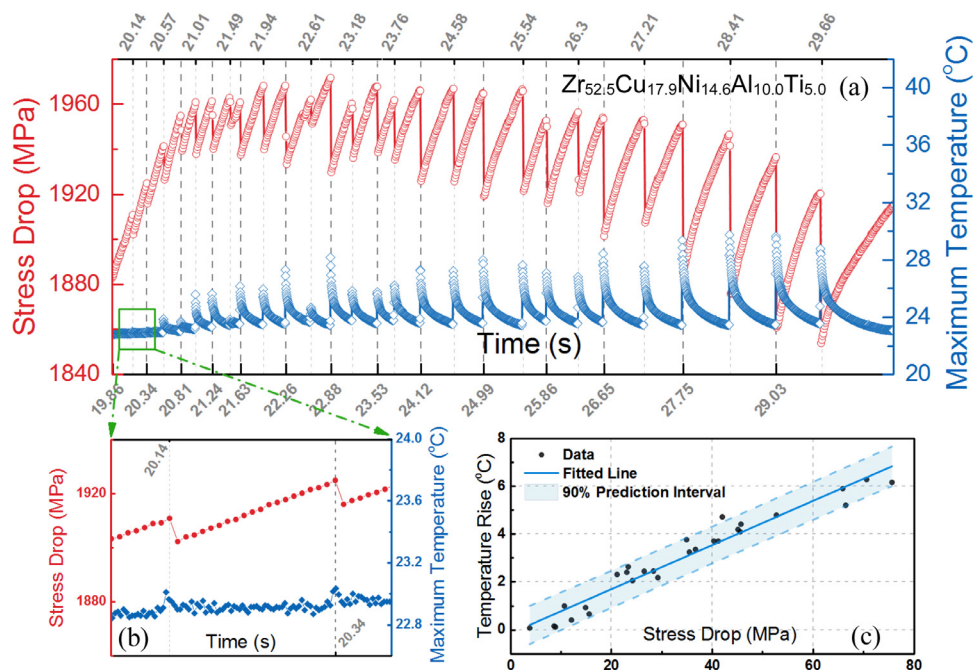 20.14 20.57 21.01 21.49 21.94 22.61 23.18 23.76 24.58 25.54 26.3 27.21 28.41 29.66
Zr52.5Cu17.9Ni14.6Al10.0Ti5.0 (a)
Stress Drop (MPa)
1960
1920
1880
1840
Maximum Temperature (°C)
40
36
32
28
24
20
Time (s)
19.86 20.34 20.81 21.24 21.63 22.26 22.88 23.53 24.12 24.99 25.86 26.65 27.75 29.03
Stress Drop (MPa)
1920
1880
20.14
Maximum Temperature (°C)
24.0
23.7
23.4
23.1
22.8
(b)
Time (s)
20.34
Temperature Rise (°C)
8
6
4
2
0
Data
Fitted Line
90% Prediction Interval
Stress Drop (MPa)
(c)
0 20 40 60 80